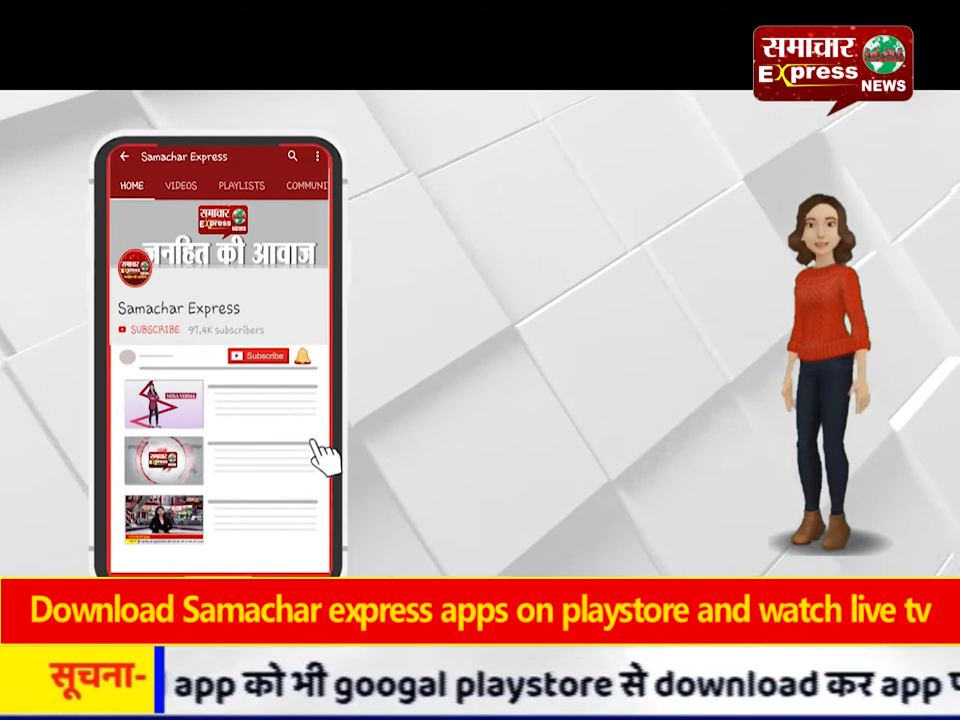 समाचार
Express
NEWS
Samachar Express
HOME VIDEOS PLAYLISTS COMMUNI
समाचार
Express
NEWS
जनहित की आवाज
Samachar Express
SUBSCRIBE 97.4K subscribers
Subscribe
NEHA VERMA
Download Samachar express apps on playstore and watch live tv
सूचना- app को भी googal playstore से download कर app प